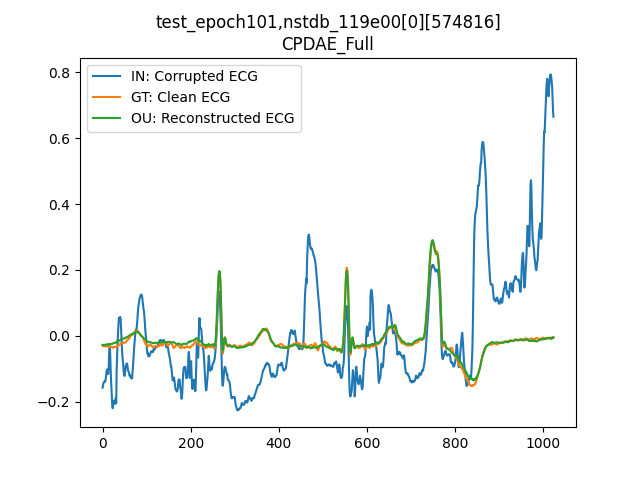 test_epoch101,nstdb_119e00[0][574816]
CPDAE_Full
IN: Corrupted ECG
GT: Clean ECG
OU: Reconstructed ECG
0.8
0.6
0.4
0.2
0.0
−0.2
0
200
400
600
800
1000